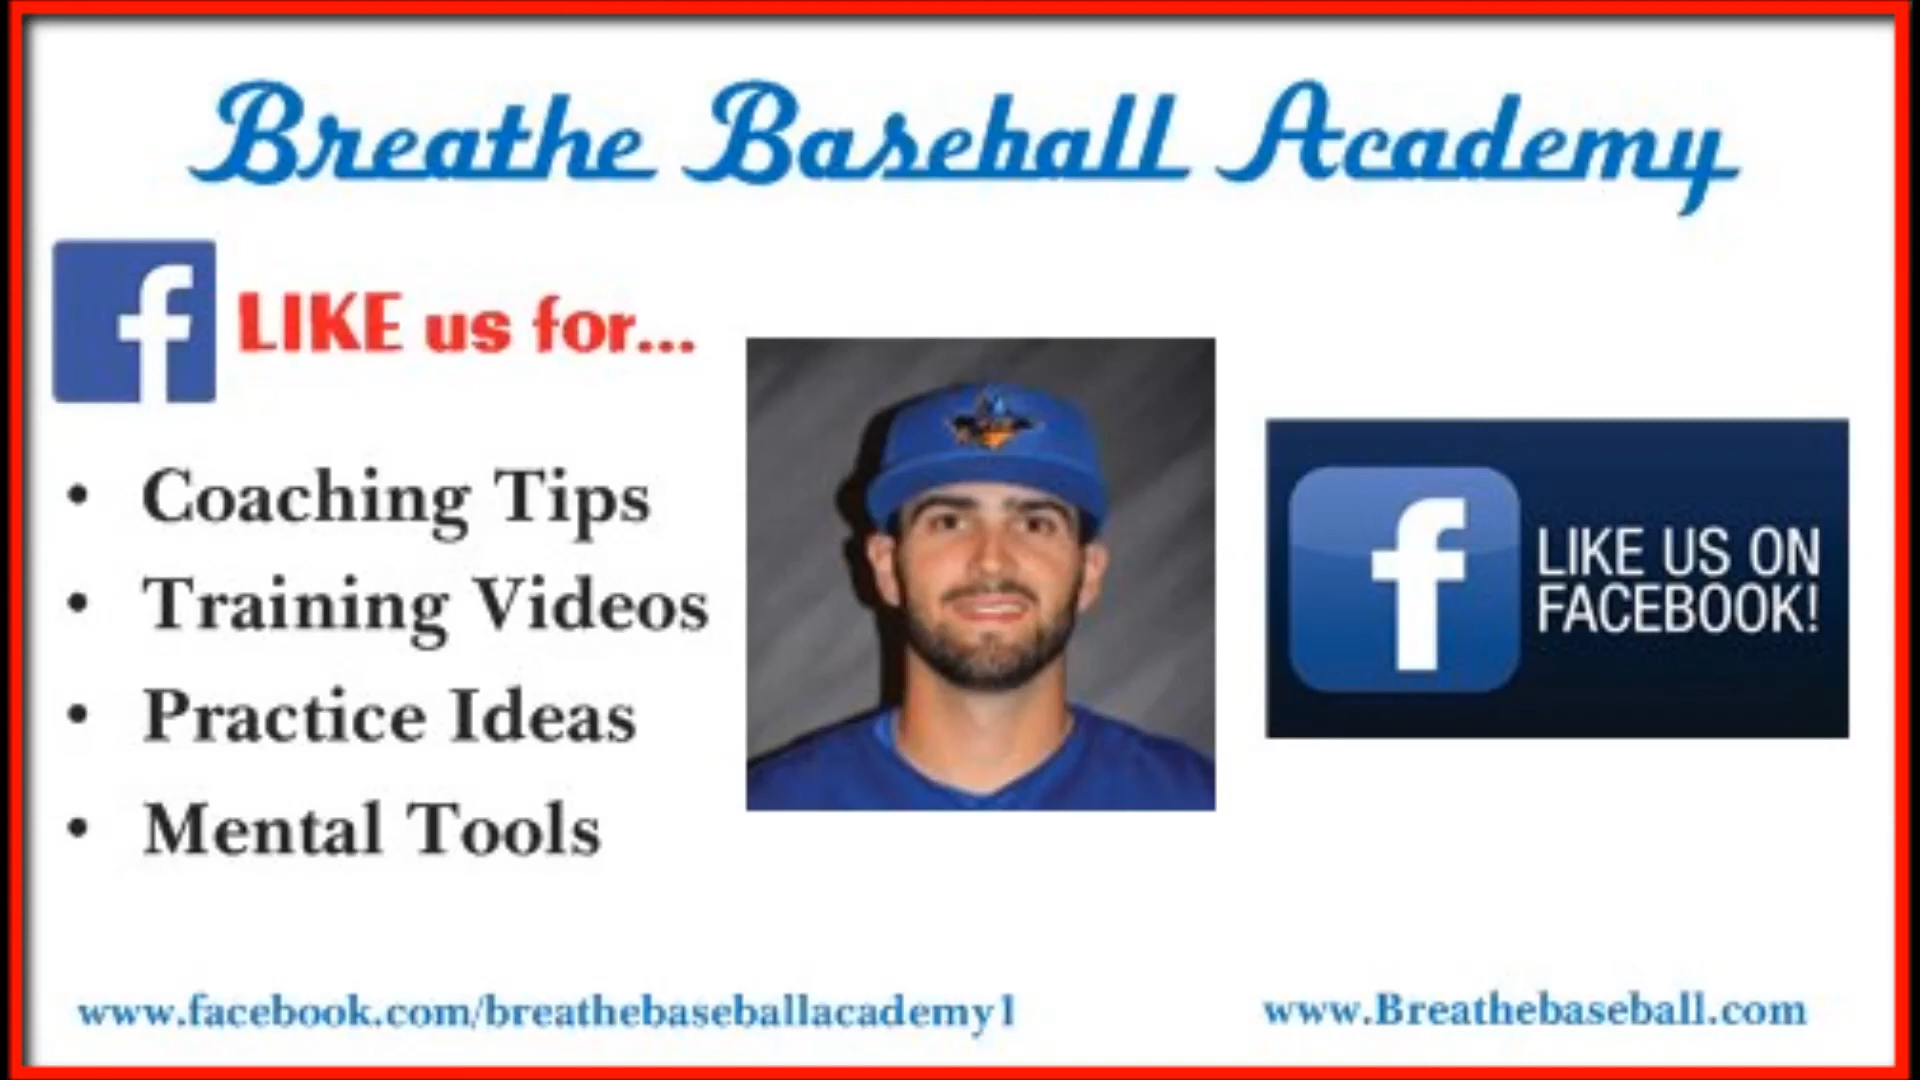 Breathe Baseball Academy
f LIKE us for...
• Coaching Tips
• Training Videos
• Practice Ideas
• Mental Tools
f LIKE US ON
FACEBOOK!
www.facebook.com/breathebaseballacademy1
www.Breathebaseball.com